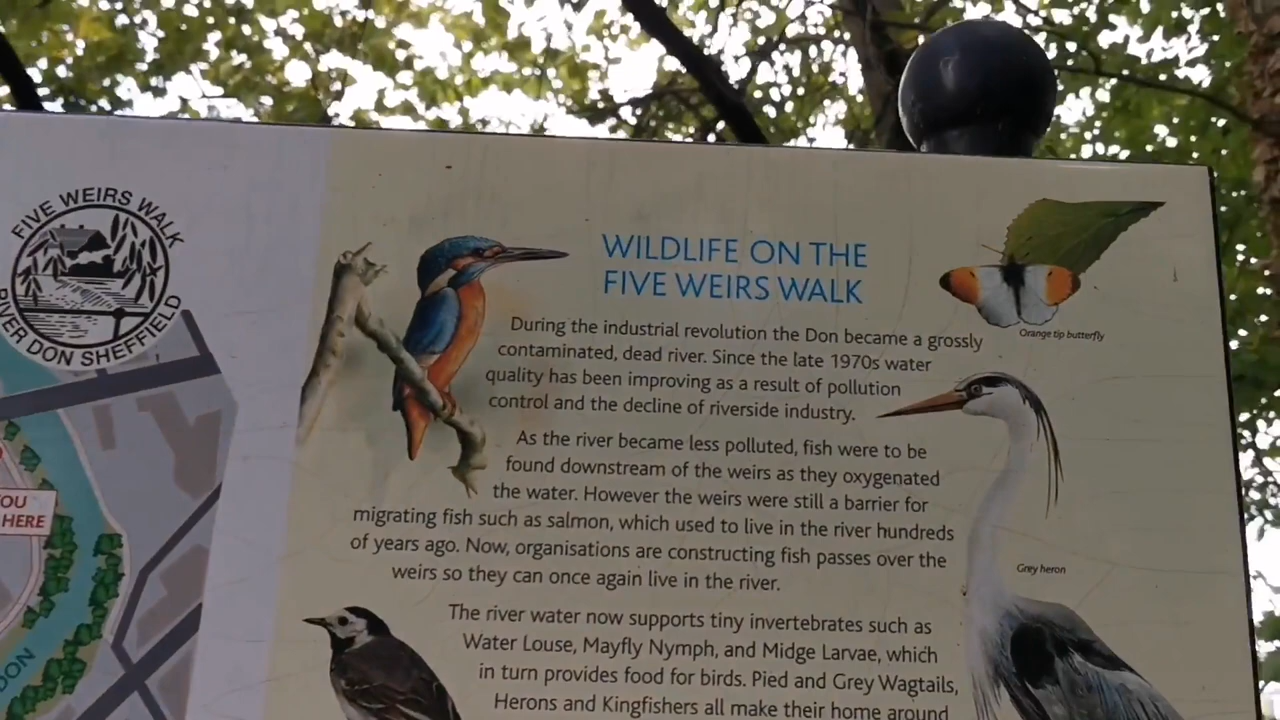 FIVE WEIRS WALK
RIVER DON SHEFFIELD
YOU
HERE
DON
WILDLIFE ON THE
FIVE WEIRS WALK
Orange tip butterfly
During the industrial revolution the Don became a grossly
contaminated, dead river. Since the late 1970s water
quality has been improving as a result of pollution
control and the decline of riverside industry.
As the river became less polluted, fish were to be
found downstream of the weirs as they oxygenated
the water. However the weirs were still a barrier for
migrating fish such as salmon, which used to live in the river hundreds
of years ago. Now, organisations are constructing fish passes over the
weirs so they can once again live in the river.
Grey heron
The river water now supports tiny invertebrates such as
Water Louse, Mayfly Nymph, and Midge Larvae, which
in turn provides food for birds. Pied and Grey Wagtails,
Herons and Kingfishers all make their home around